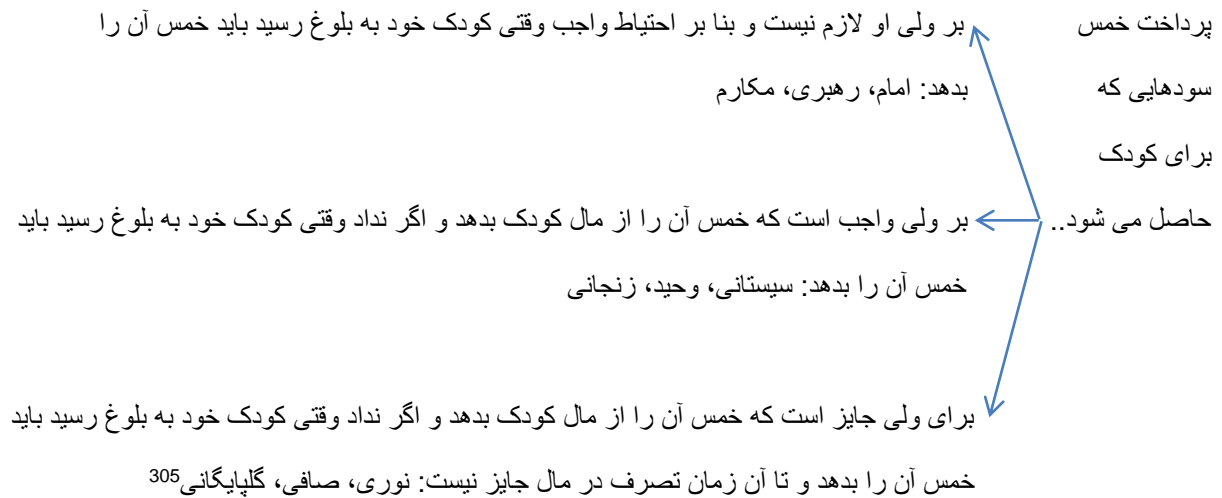 پرداخت خمس
سودهایی که
برای کودک
حاصل می شود..
بر ولی او لازم نیست و بنا بر احتیاط واجب وقتی کودک خود به بلوغ رسید باید خمس آن را
بدهد: امام، رهبری، مکارم
بر ولی واجب است که خمس آن را از مال کودک بدهد و اگر نداد وقتی کودک خود به بلوغ رسید باید
خمس آن را بدهد: سیستانی، وحید، زنجانی
برای ولی جایز است که خمس آن را از مال کودک بدهد و اگر نداد وقتی کودک خود به بلوغ رسید باید
خمس آن را بدهد و تا آن زمان تصرف در مال جایز نیست: نوری، صافی، گلپایگانی305